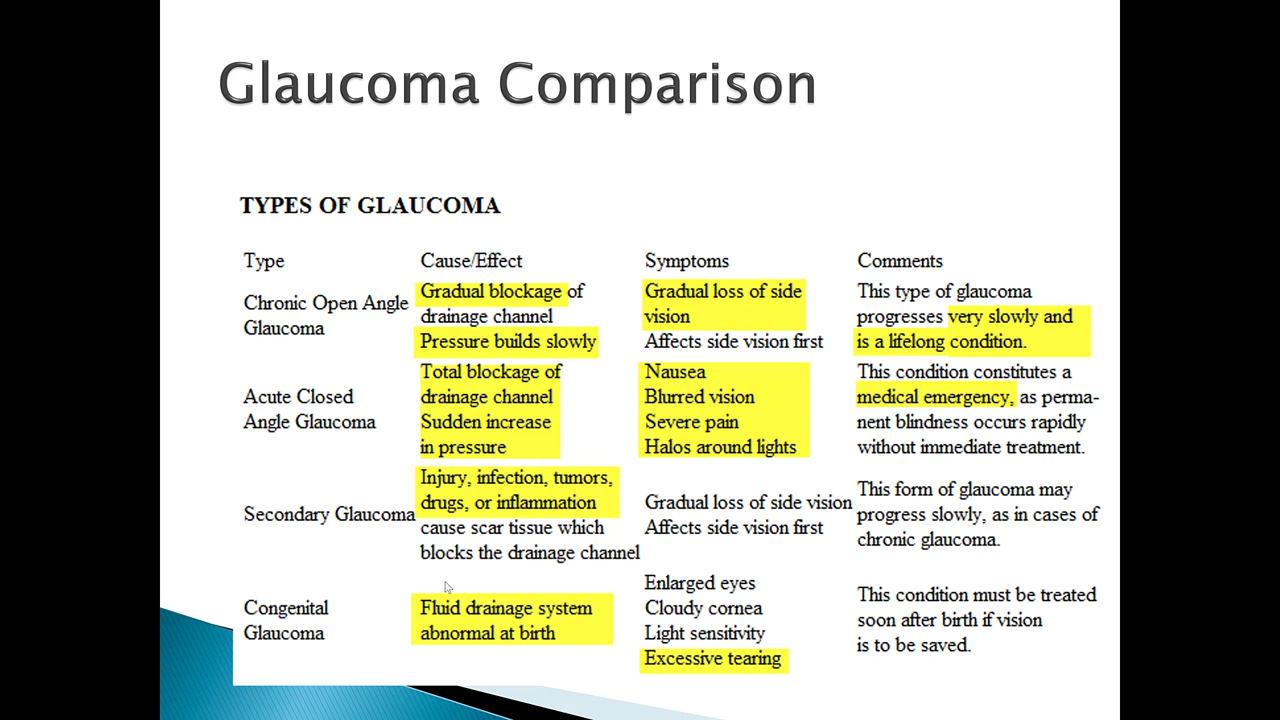 Glaucoma Comparison
TYPES OF GLAUCOMA
Type Cause/Effect Symptoms Comments
Chronic Open Angle
Glaucoma
Gradual blockage of
drainage channel
Pressure builds slowly
Gradual loss of side
vision
Affects side vision first
This type of glaucoma
progresses very slowly and
is a lifelong condition.
Acute Closed
Angle Glaucoma
Total blockage of
drainage channel
Sudden increase
in pressure
Nausea
Blurred vision
Severe pain
Halos around lights
This condition constitutes a
medical emergency, as perma-
nent blindness occurs rapidly
without immediate treatment.
Secondary Glaucoma
Injury, infection, tumors,
drugs, or inflammation
cause scar tissue which
blocks the drainage channel
Gradual loss of side vision
Affects side vision first
This form of glaucoma may
progress slowly, as in cases of
chronic glaucoma.
Congenital
Glaucoma
Fluid drainage system
abnormal at birth
Enlarged eyes
Cloudy cornea
Light sensitivity
Excessive tearing
This condition must be treated
soon after birth if vision
is to be saved.